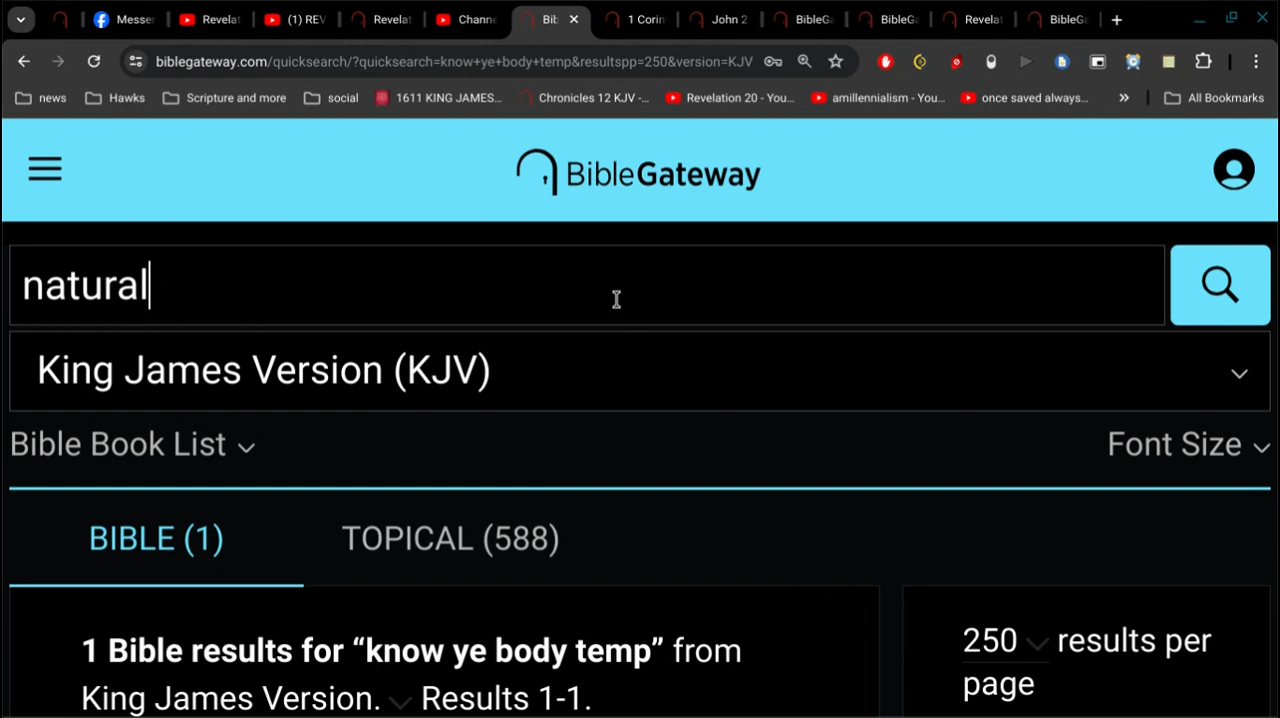 Messer
Revelat
(1) REV
Revelat
Channe
Bib
1 Corin
John 2
BibleGa
BibleGa
Revelat
BibleGa
biblegateway.com/quicksearch/?quicksearch=know+ye+body+temp&resultspp=250&version=KJV
news
Hawks
Scripture and more
social
1611 KING JAMES...
Chronicles 12 KJV -...
Revelation 20 - You...
amillennialism - You...
once saved always...
All Bookmarks
BibleGateway
natural
King James Version (KJV)
Bible Book List
Font Size
BIBLE (1)
TOPICAL (588)
1 Bible results for “know ye body temp” from
King James Version. Results 1-1.
250 results per
page